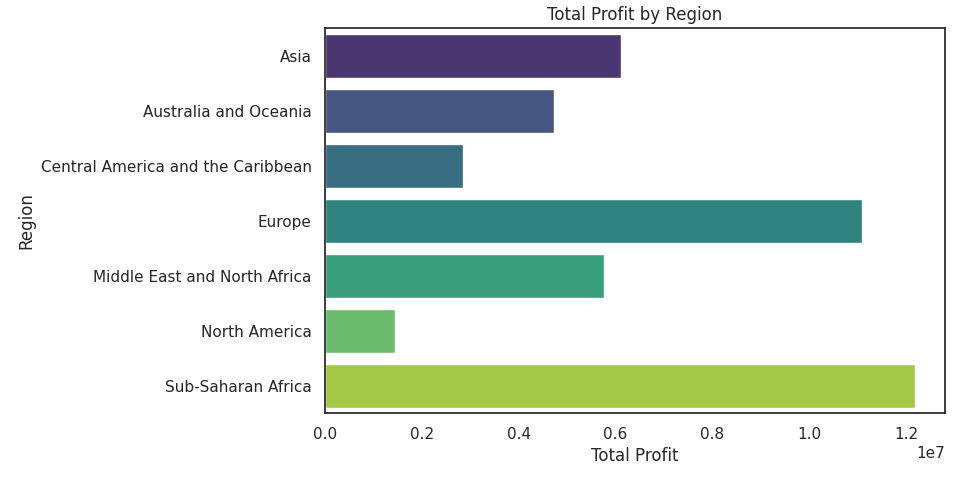 Total Profit by Region
Asia
Australia and Oceania
Central America and the Caribbean
Europe
Middle East and North Africa
North America
Sub-Saharan Africa
Region
0.0 0.2 0.4 0.6 0.8 1.0 1.2
1e7
Total Profit